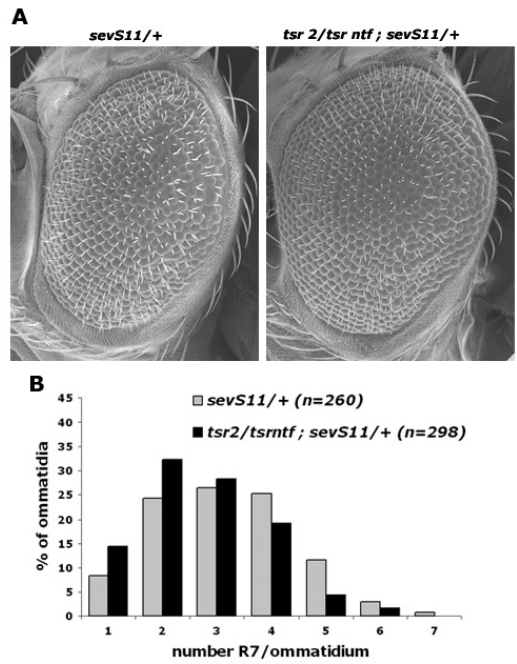 A
sevS11/+
tsr 2/tsr ntf ; sevS11/+
B
sevS11/+ (n=260)
tsr2/tsrntf ; sevS11/+ (n=298)
% of ommatidia
45
40
35
30
25
20
15
10
5
0
1 2 3 4 5 6 7
number R7/ommatidium